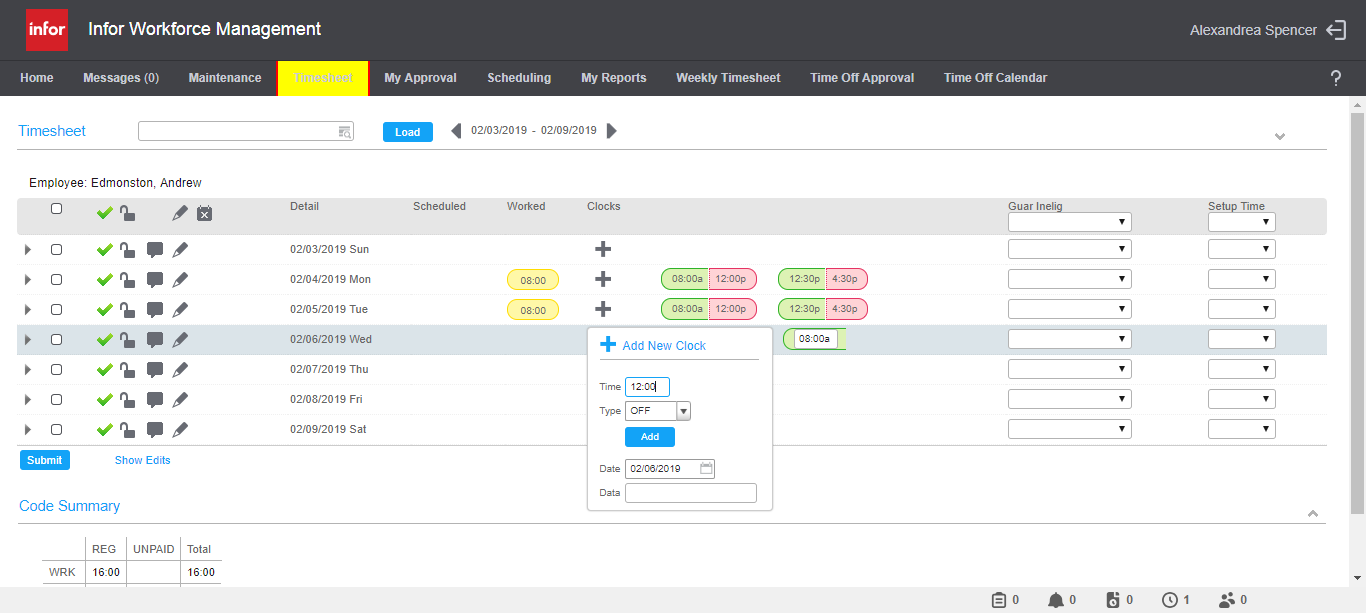 infor
Infor Workforce Management
Alexandrea Spencer
Home Messages (0) Maintenance Timesheet My Approval Scheduling My Reports Weekly Timesheet Time Off Approval Time Off Calendar ?
Timesheet Load 02/03/2019 - 02/09/2019
Employee: Edmonston, Andrew
Detail Scheduled Worked Clocks Guar Inelig Setup Time
02/03/2019 Sun
02/04/2019 Mon 08:00 08:00a 12:00p 12:30p 4:30p
02/05/2019 Tue 08:00 08:00a 12:00p 12:30p 4:30p
02/06/2019 Wed 08:00a
Add New Clock
02/07/2019 Thu
Time 12:00
02/08/2019 Fri
Type OFF
02/09/2019 Sat
Add
Submit Show Edits
Date 02/06/2019
Data
Code Summary
REG UNPAID Total
WRK 16:00 16:00
0 0 0 1 0